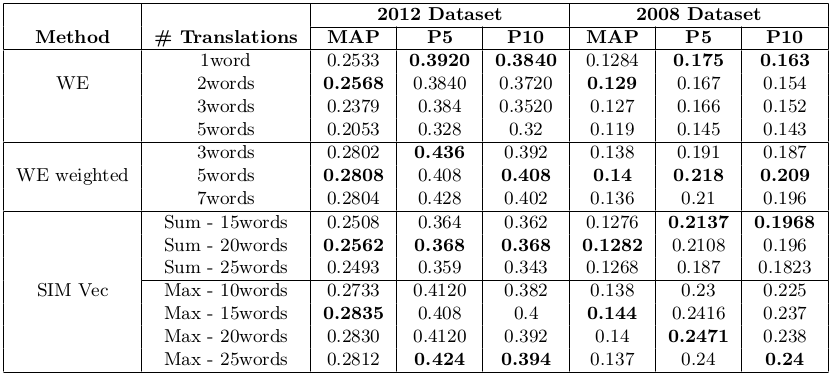 2012 Dataset 2008 Dataset
Method # Translations MAP P5 P10 MAP P5 P10
1word 0.2533 0.3920 0.3840 0.1284 0.175 0.163
WE 2words 0.2568 0.3840 0.3720 0.129 0.167 0.154
3words 0.2379 0.384 0.3520 0.127 0.166 0.152
5words 0.2053 0.328 0.32 0.119 0.145 0.143
3words 0.2802 0.436 0.392 0.138 0.191 0.187
WE weighted 5words 0.2808 0.408 0.408 0.14 0.218 0.209
7words 0.2804 0.428 0.402 0.136 0.21 0.196
Sum - 15words 0.2508 0.364 0.362 0.1276 0.2137 0.1968
Sum - 20words 0.2562 0.368 0.368 0.1282 0.2108 0.196
Sum - 25words 0.2493 0.359 0.343 0.1268 0.187 0.1823
SIM Vec Max - 10words 0.2733 0.4120 0.382 0.138 0.23 0.225
Max - 15words 0.2835 0.408 0.4 0.144 0.2416 0.237
Max - 20words 0.2830 0.4120 0.392 0.14 0.2471 0.238
Max - 25words 0.2812 0.424 0.394 0.137 0.24 0.24